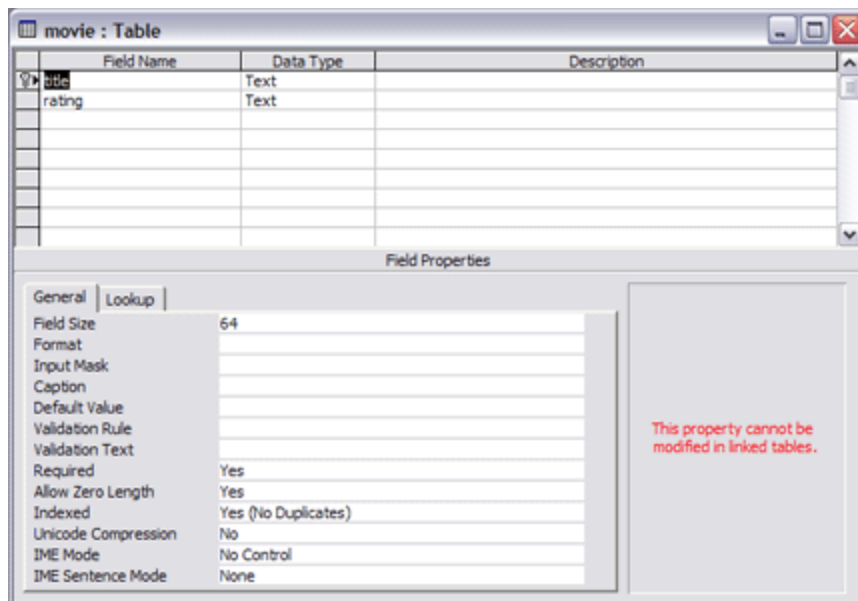 movie : Table
Field Name Data Type Description
title Text
rating Text
Field Properties
General Lookup
Field Size 64
Format
Input Mask
Caption
Default Value
Validation Rule
Validation Text
Required Yes
Allow Zero Length Yes
Indexed Yes (No Duplicates)
Unicode Compression No
IME Mode No Control
IME Sentence Mode None
This property cannot be
modified in linked tables.